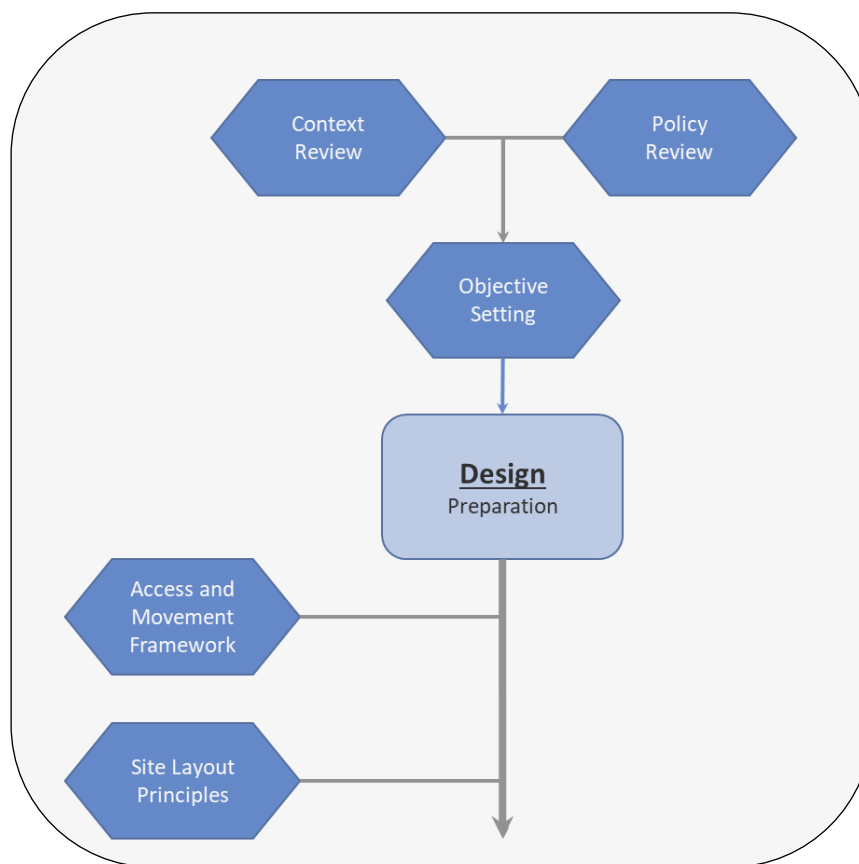 Context
Review
Policy
Review
Objective
Setting
Design
Preparation
Access and
Movement
Framework
Site Layout
Principles